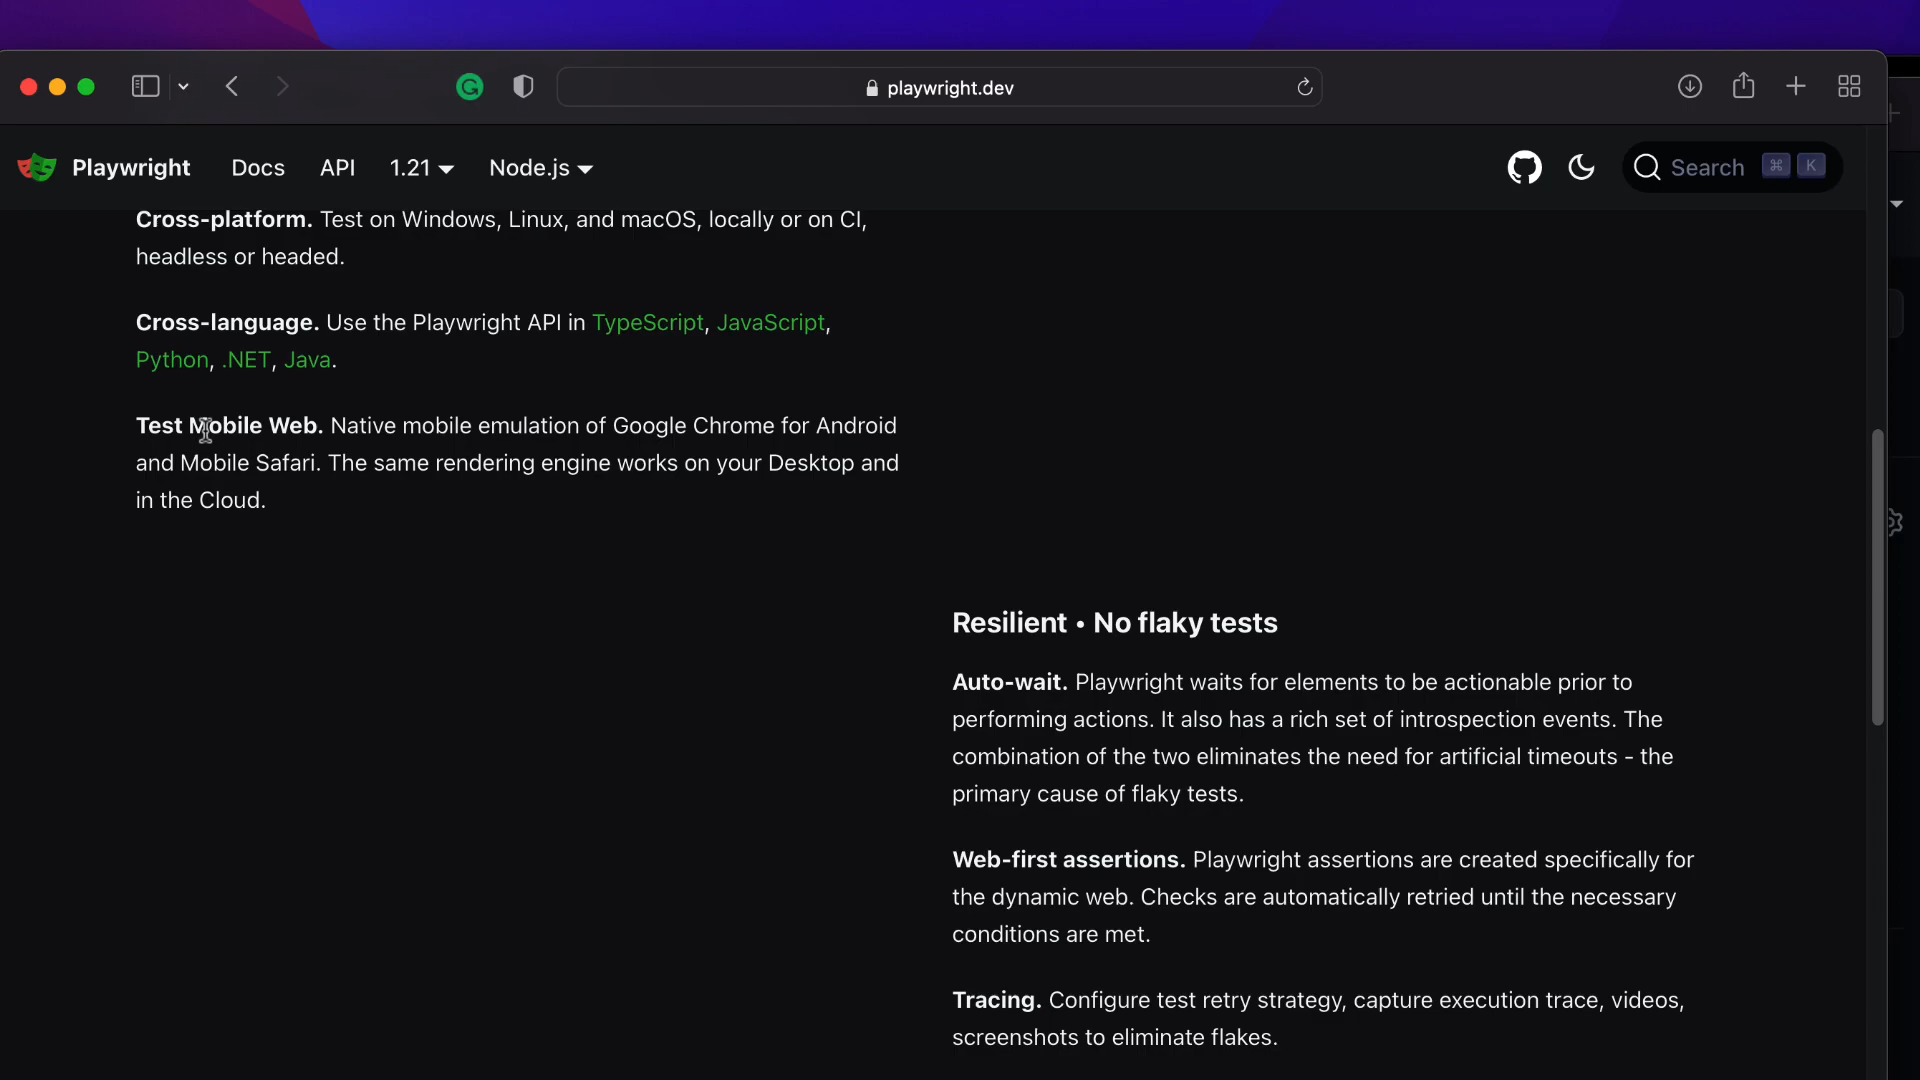 playwright.dev
Playwright Docs API 1.21 Node.js Search ⌘ K
Cross-platform. Test on Windows, Linux, and macOS, locally or on CI,
headless or headed.
Cross-language. Use the Playwright API in TypeScript, JavaScript,
Python, .NET, Java.
Test Mobile Web. Native mobile emulation of Google Chrome for Android
and Mobile Safari. The same rendering engine works on your Desktop and
in the Cloud.
Resilient • No flaky tests
Auto-wait. Playwright waits for elements to be actionable prior to
performing actions. It also has a rich set of introspection events. The
combination of the two eliminates the need for artificial timeouts - the
primary cause of flaky tests.
Web-first assertions. Playwright assertions are created specifically for
the dynamic web. Checks are automatically retried until the necessary
conditions are met.
Tracing. Configure test retry strategy, capture execution trace, videos,
screenshots to eliminate flakes.